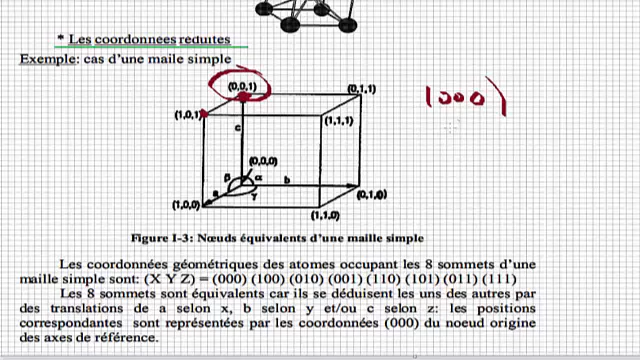 * Les coordonnées réduites
Exemple: cas d'une maile simple
(0,0,1)
(0,1,1)
(000)
(1,0,1)
(1,1,1)
c
(0,0,0)
β
α
b
a
γ
(0,1,0)
(1,0,0)
(1,1,0)
Figure I-3: Nœuds équivalents d'une maille simple
Les coordonnées géométriques des atomes occupant les 8 sommets d'une
maille simple sont: (X Y Z) = (000) (100) (010) (001) (110) (101) (011) (111)
Les 8 sommets sont équivalents car ils se déduisent les uns des autres par
des translations de a selon x, b selon y et/ou c selon z: les positions
correspondantes sont représentées par les coordonnées (000) du noeud origine
des axes de référence.